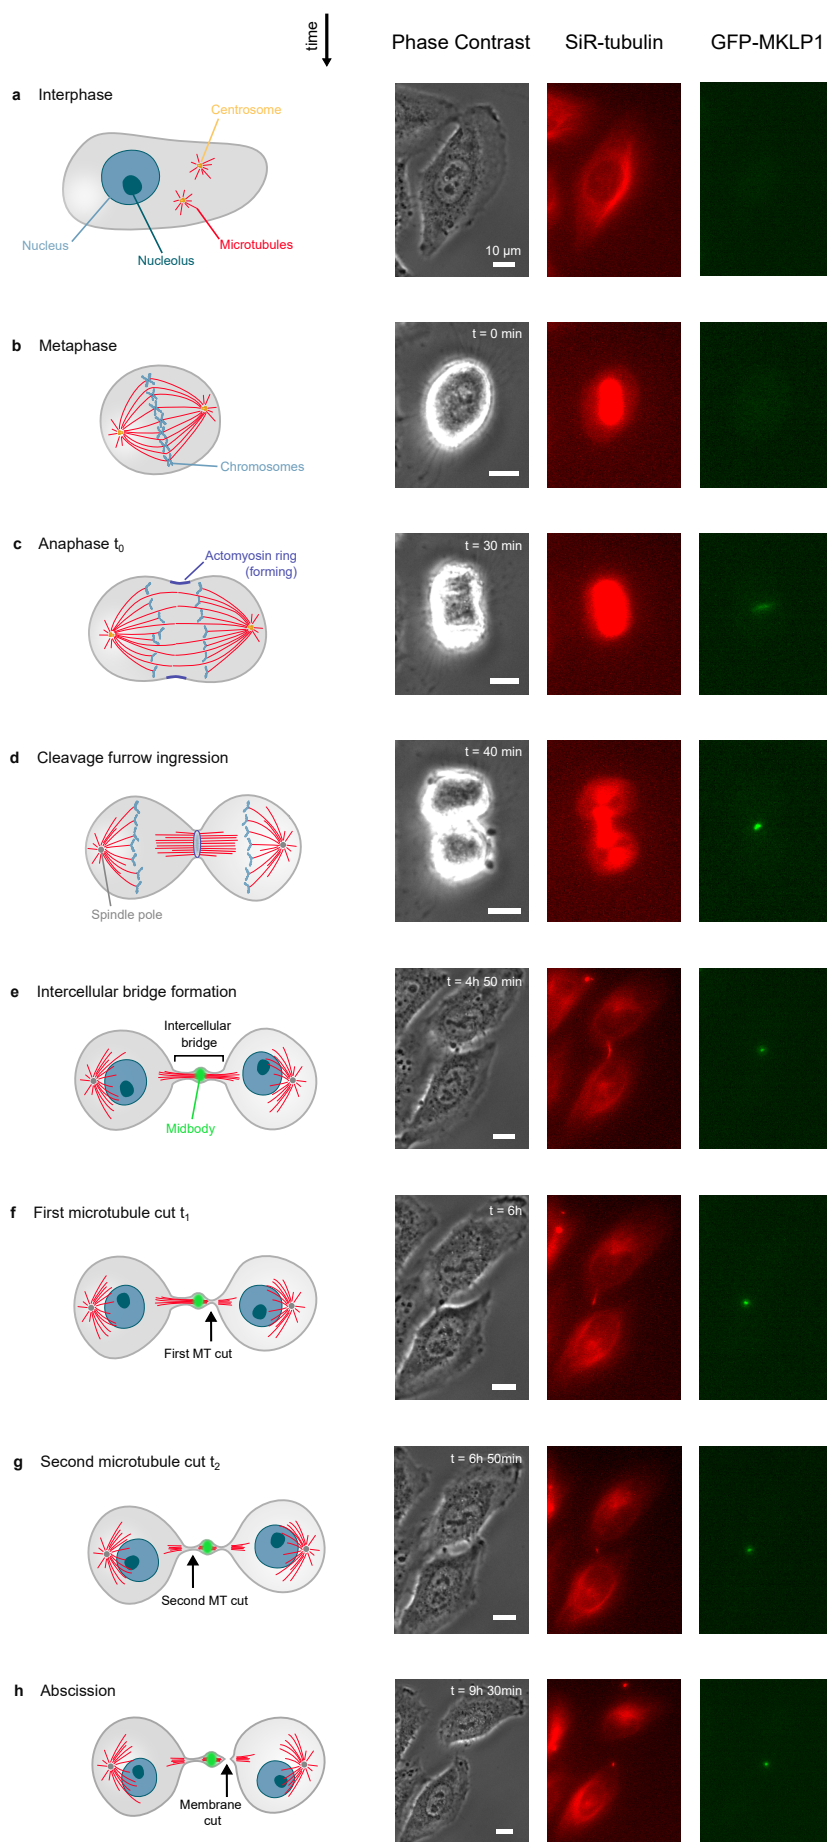 time
Phase Contrast
SiR-tubulin
GFP-MKLP1
a Interphase
Centrosome
Nucleus
Nucleolus
Microtubules
10 µm
b Metaphase
Chromosomes
t = 0 min
c Anaphase t0
Actomyosin ring
(forming)
t = 30 min
d Cleavage furrow ingression
Spindle pole
t = 40 min
e Intercellular bridge formation
Intercellular
bridge
Midbody
t = 4h 50 min
f First microtubule cut t1
First MT cut
t = 6h
g Second microtubule cut t2
Second MT cut
t = 6h 50min
h Abscission
Membrane
cut
t = 9h 30min